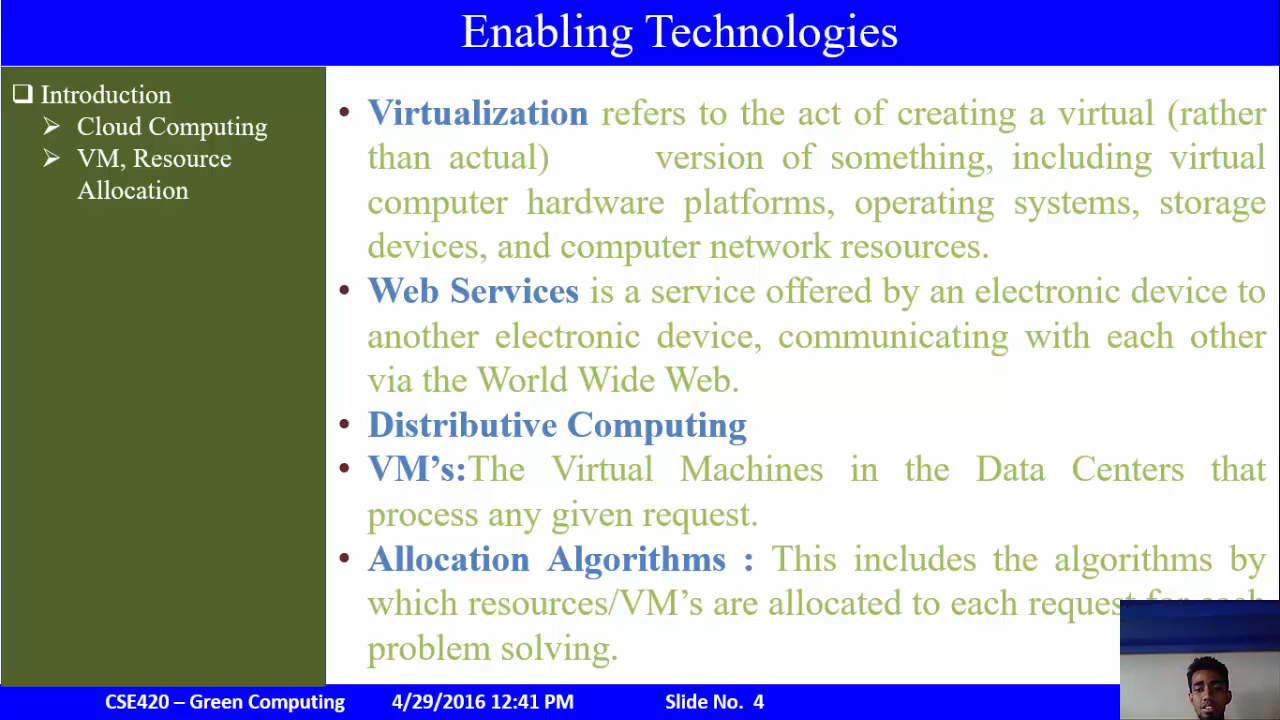 Enabling Technologies
❑ Introduction
➢ Cloud Computing
➢ VM, Resource
Allocation
• Virtualization refers to the act of creating a virtual (rather
than actual) version of something, including virtual
computer hardware platforms, operating systems, storage
devices, and computer network resources.
• Web Services is a service offered by an electronic device to
another electronic device, communicating with each other
via the World Wide Web.
• Distributive Computing
• VM’s:The Virtual Machines in the Data Centers that
process any given request.
• Allocation Algorithms : This includes the algorithms by
which resources/VM’s are allocated to each request for each
problem solving.
CSE420 – Green Computing 4/29/2016 12:41 PM Slide No. 4